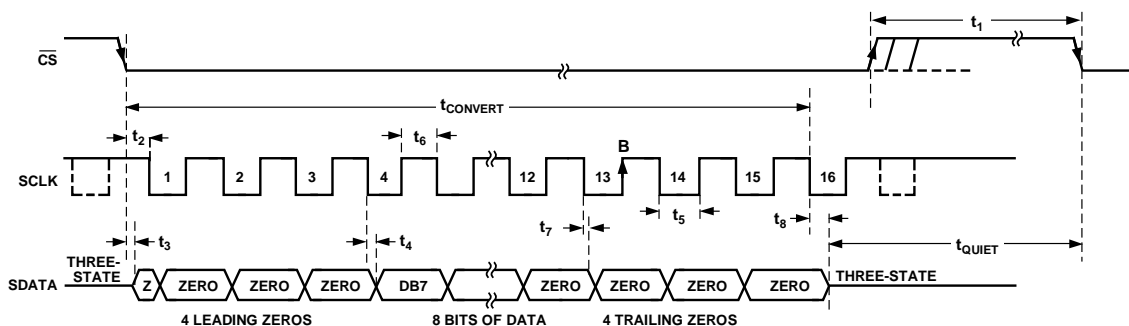 t1
CS
tCONVERT
t2
t6
B
SCLK
1 2 3 4 12 13 14 15 16
t3
t4
t7
t5
t8
tQUIET
THREE-
STATE
SDATA
Z ZERO ZERO ZERO DB7 ZERO ZERO ZERO ZERO
THREE-STATE
4 LEADING ZEROS 8 BITS OF DATA 4 TRAILING ZEROS